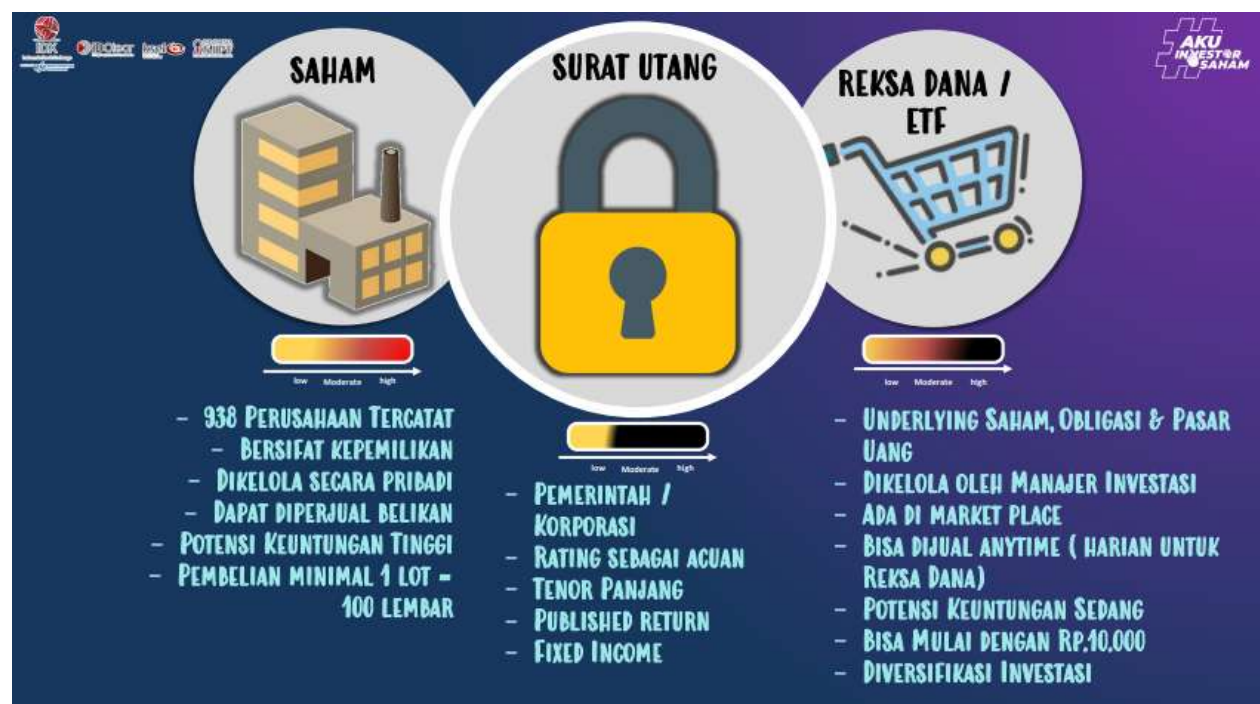 IDX
IDClear
ksei
#
AKU
INVESTOR
SAHAM
SAHAM
low Moderate high
– 938 PERUSAHAAN TERCATAT
– BERSIFAT KEPEMILIKAN
– DIKELOLA SECARA PRIBADI
– DAPAT DIPERJUAL BELIKAN
– POTENSI KEUNTUNGAN TINGGI
– PEMBELIAN MINIMAL 1 LOT =
100 LEMBAR
SURAT UTANG
low Moderate high
– PEMERINTAH /
KORPORASI
– RATING SEBAGAI ACUAN
– TENOR PANJANG
– PUBLISHED RETURN
– FIXED INCOME
REKSA DANA /
ETF
low Moderate high
– UNDERLYING SAHAM, OBLIGASI & PASAR
UANG
– DIKELOLA OLEH MANAJER INVESTASI
– ADA DI MARKET PLACE
– BISA DIJUAL ANYTIME ( HARIAN UNTUK
REKSA DANA)
– POTENSI KEUNTUNGAN SEDANG
– BISA MULAI DENGAN RP.10.000
– DIVERSIFIKASI INVESTASI